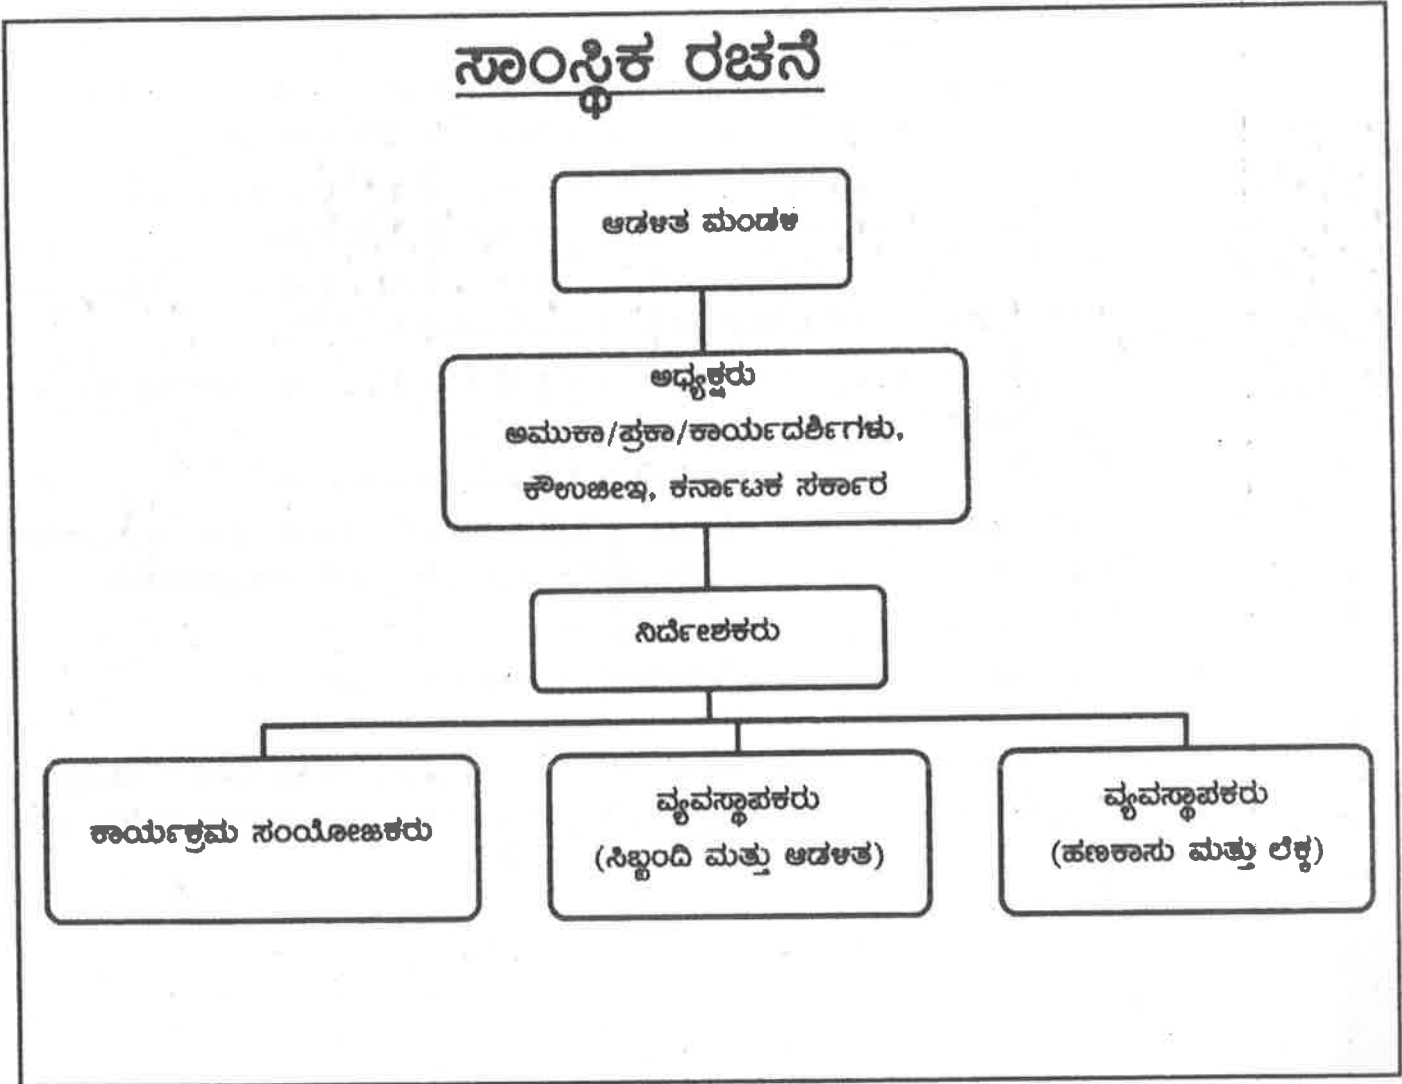 ಸಾಂಸ್ಥಿಕ ರಚನೆ
ಆಡಳಿತ ಮಂಡಳಿ
ಅಧ್ಯಕ್ಷರು
ಅಮುಕಾ/ಪ್ರಕಾ/ಕಾರ್ಯದರ್ಶಿಗಳು,
ಕೌಉಜೀಇ, ಕರ್ನಾಟಕ ಸರ್ಕಾರ
ನಿರ್ದೇಶಕರು
ಕಾರ್ಯಕ್ರಮ ಸಂಯೋಜಕರು
ವ್ಯವಸ್ಥಾಪಕರು
(ಸಿಬ್ಬಂದಿ ಮತ್ತು ಆಡಳಿತ)
ವ್ಯವಸ್ಥಾಪಕರು
(ಹಣಕಾಸು ಮತ್ತು ಲೆಕ್ಕ)